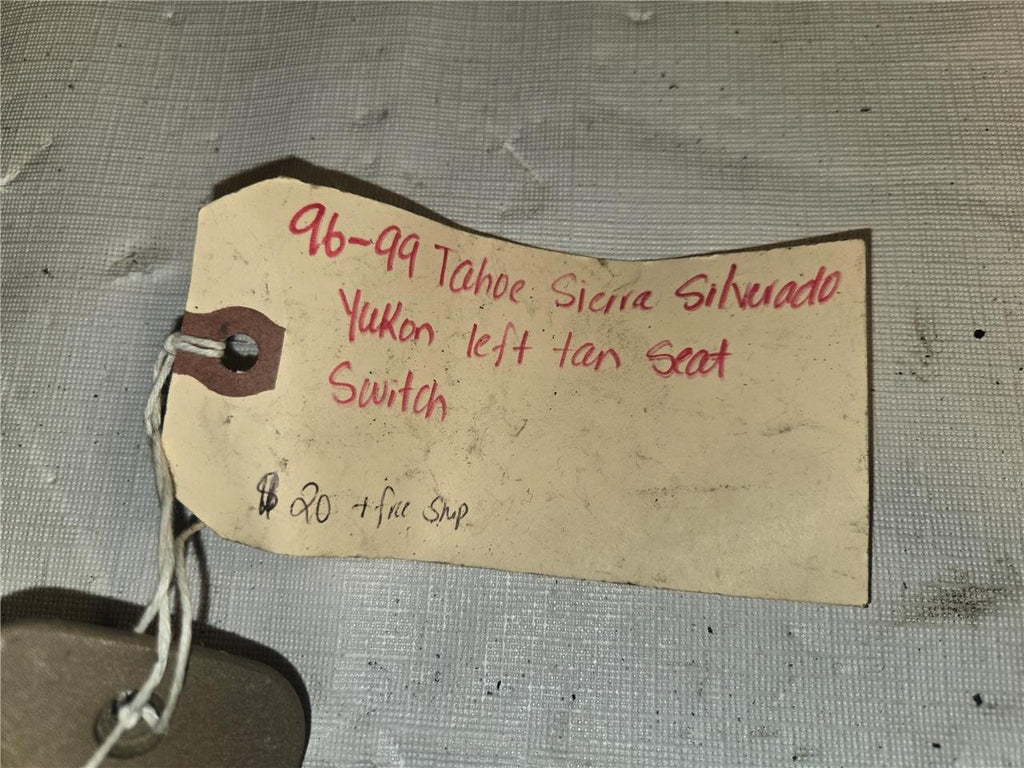 96-99 Tahoe Sierra Silverado
Yukon left tan Seat
Switch
$ 20 + free Ship